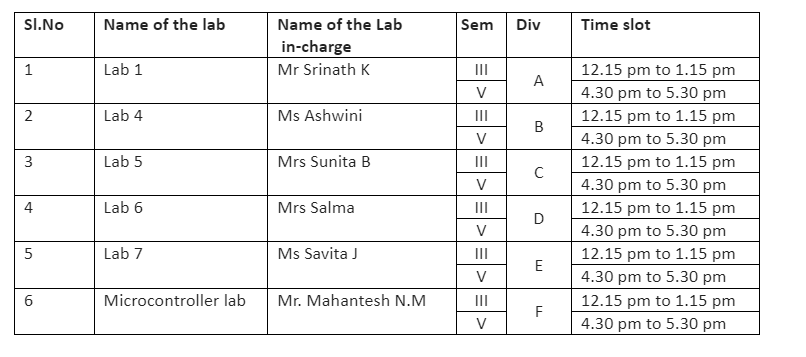 Sl.No Name of the lab Name of the Lab in-charge Sem Div Time slot
1 Lab 1 Mr Srinath K III A 12.15 pm to 1.15 pm
V 4.30 pm to 5.30 pm
2 Lab 4 Ms Ashwini III B 12.15 pm to 1.15 pm
V 4.30 pm to 5.30 pm
3 Lab 5 Mrs Sunita B III C 12.15 pm to 1.15 pm
V 4.30 pm to 5.30 pm
4 Lab 6 Mrs Salma III D 12.15 pm to 1.15 pm
V 4.30 pm to 5.30 pm
5 Lab 7 Ms Savita J III E 12.15 pm to 1.15 pm
V 4.30 pm to 5.30 pm
6 Microcontroller lab Mr. Mahantesh N.M III F 12.15 pm to 1.15 pm
V 4.30 pm to 5.30 pm